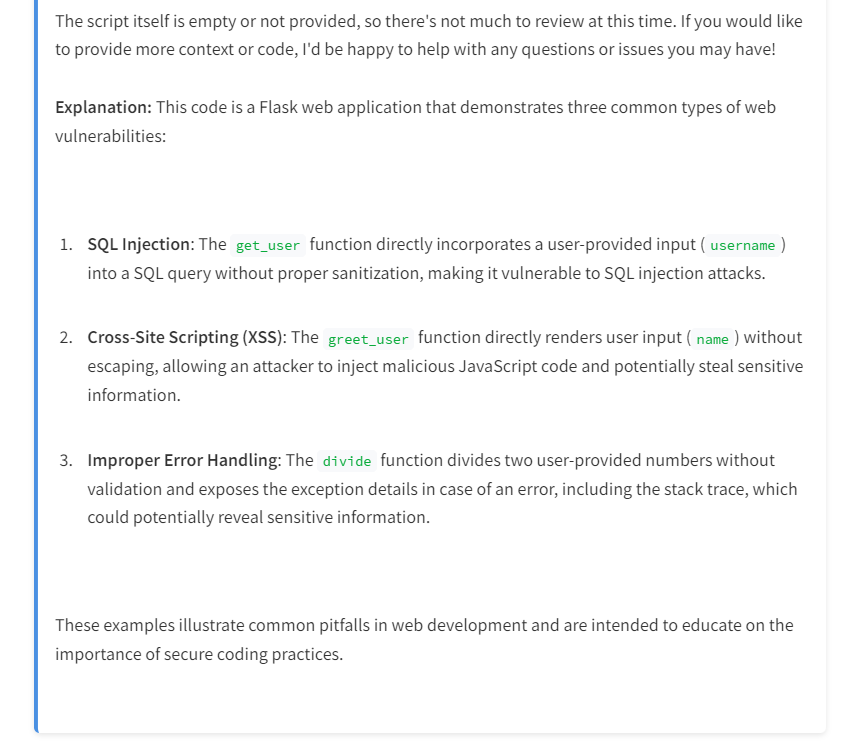 The script itself is empty or not provided, so there's not much to review at this time. If you would like
to provide more context or code, I'd be happy to help with any questions or issues you may have!
Explanation: This code is a Flask web application that demonstrates three common types of web
vulnerabilities:
1. SQL Injection: The get_user function directly incorporates a user-provided input ( username )
into a SQL query without proper sanitization, making it vulnerable to SQL injection attacks.
2. Cross-Site Scripting (XSS): The greet_user function directly renders user input ( name ) without
escaping, allowing an attacker to inject malicious JavaScript code and potentially steal sensitive
information.
3. Improper Error Handling: The divide function divides two user-provided numbers without
validation and exposes the exception details in case of an error, including the stack trace, which
could potentially reveal sensitive information.
These examples illustrate common pitfalls in web development and are intended to educate on the
importance of secure coding practices.